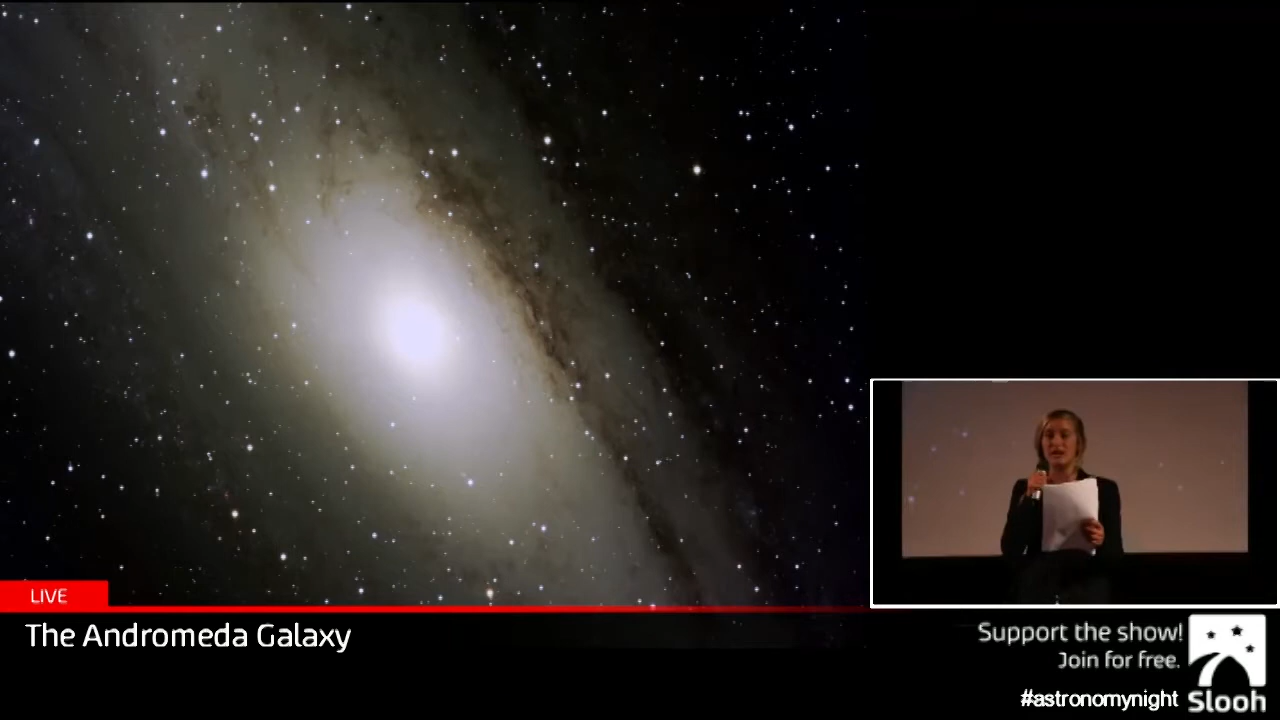 LIVE
The Andromeda Galaxy
Support the show!
Join for free.
#astronomynight
Slooh